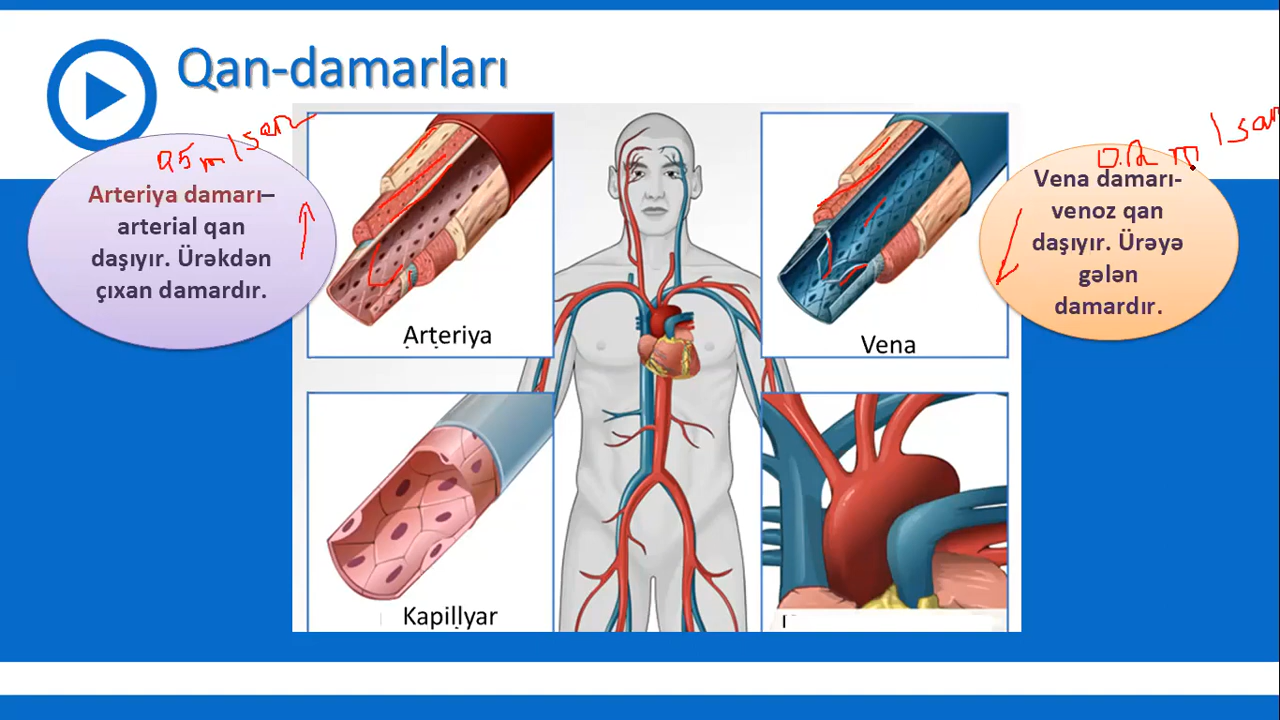 Qan-damarları
0,5 m/san
Arteriya damarı–
arterial qan
daşıyır. Ürəkdən
çıxan damardır.
Arteriya
0.2 m/san
Vena damarı-
venoz qan
daşıyır. Ürəyə
gələn
damardır.
Vena
Kapillyar